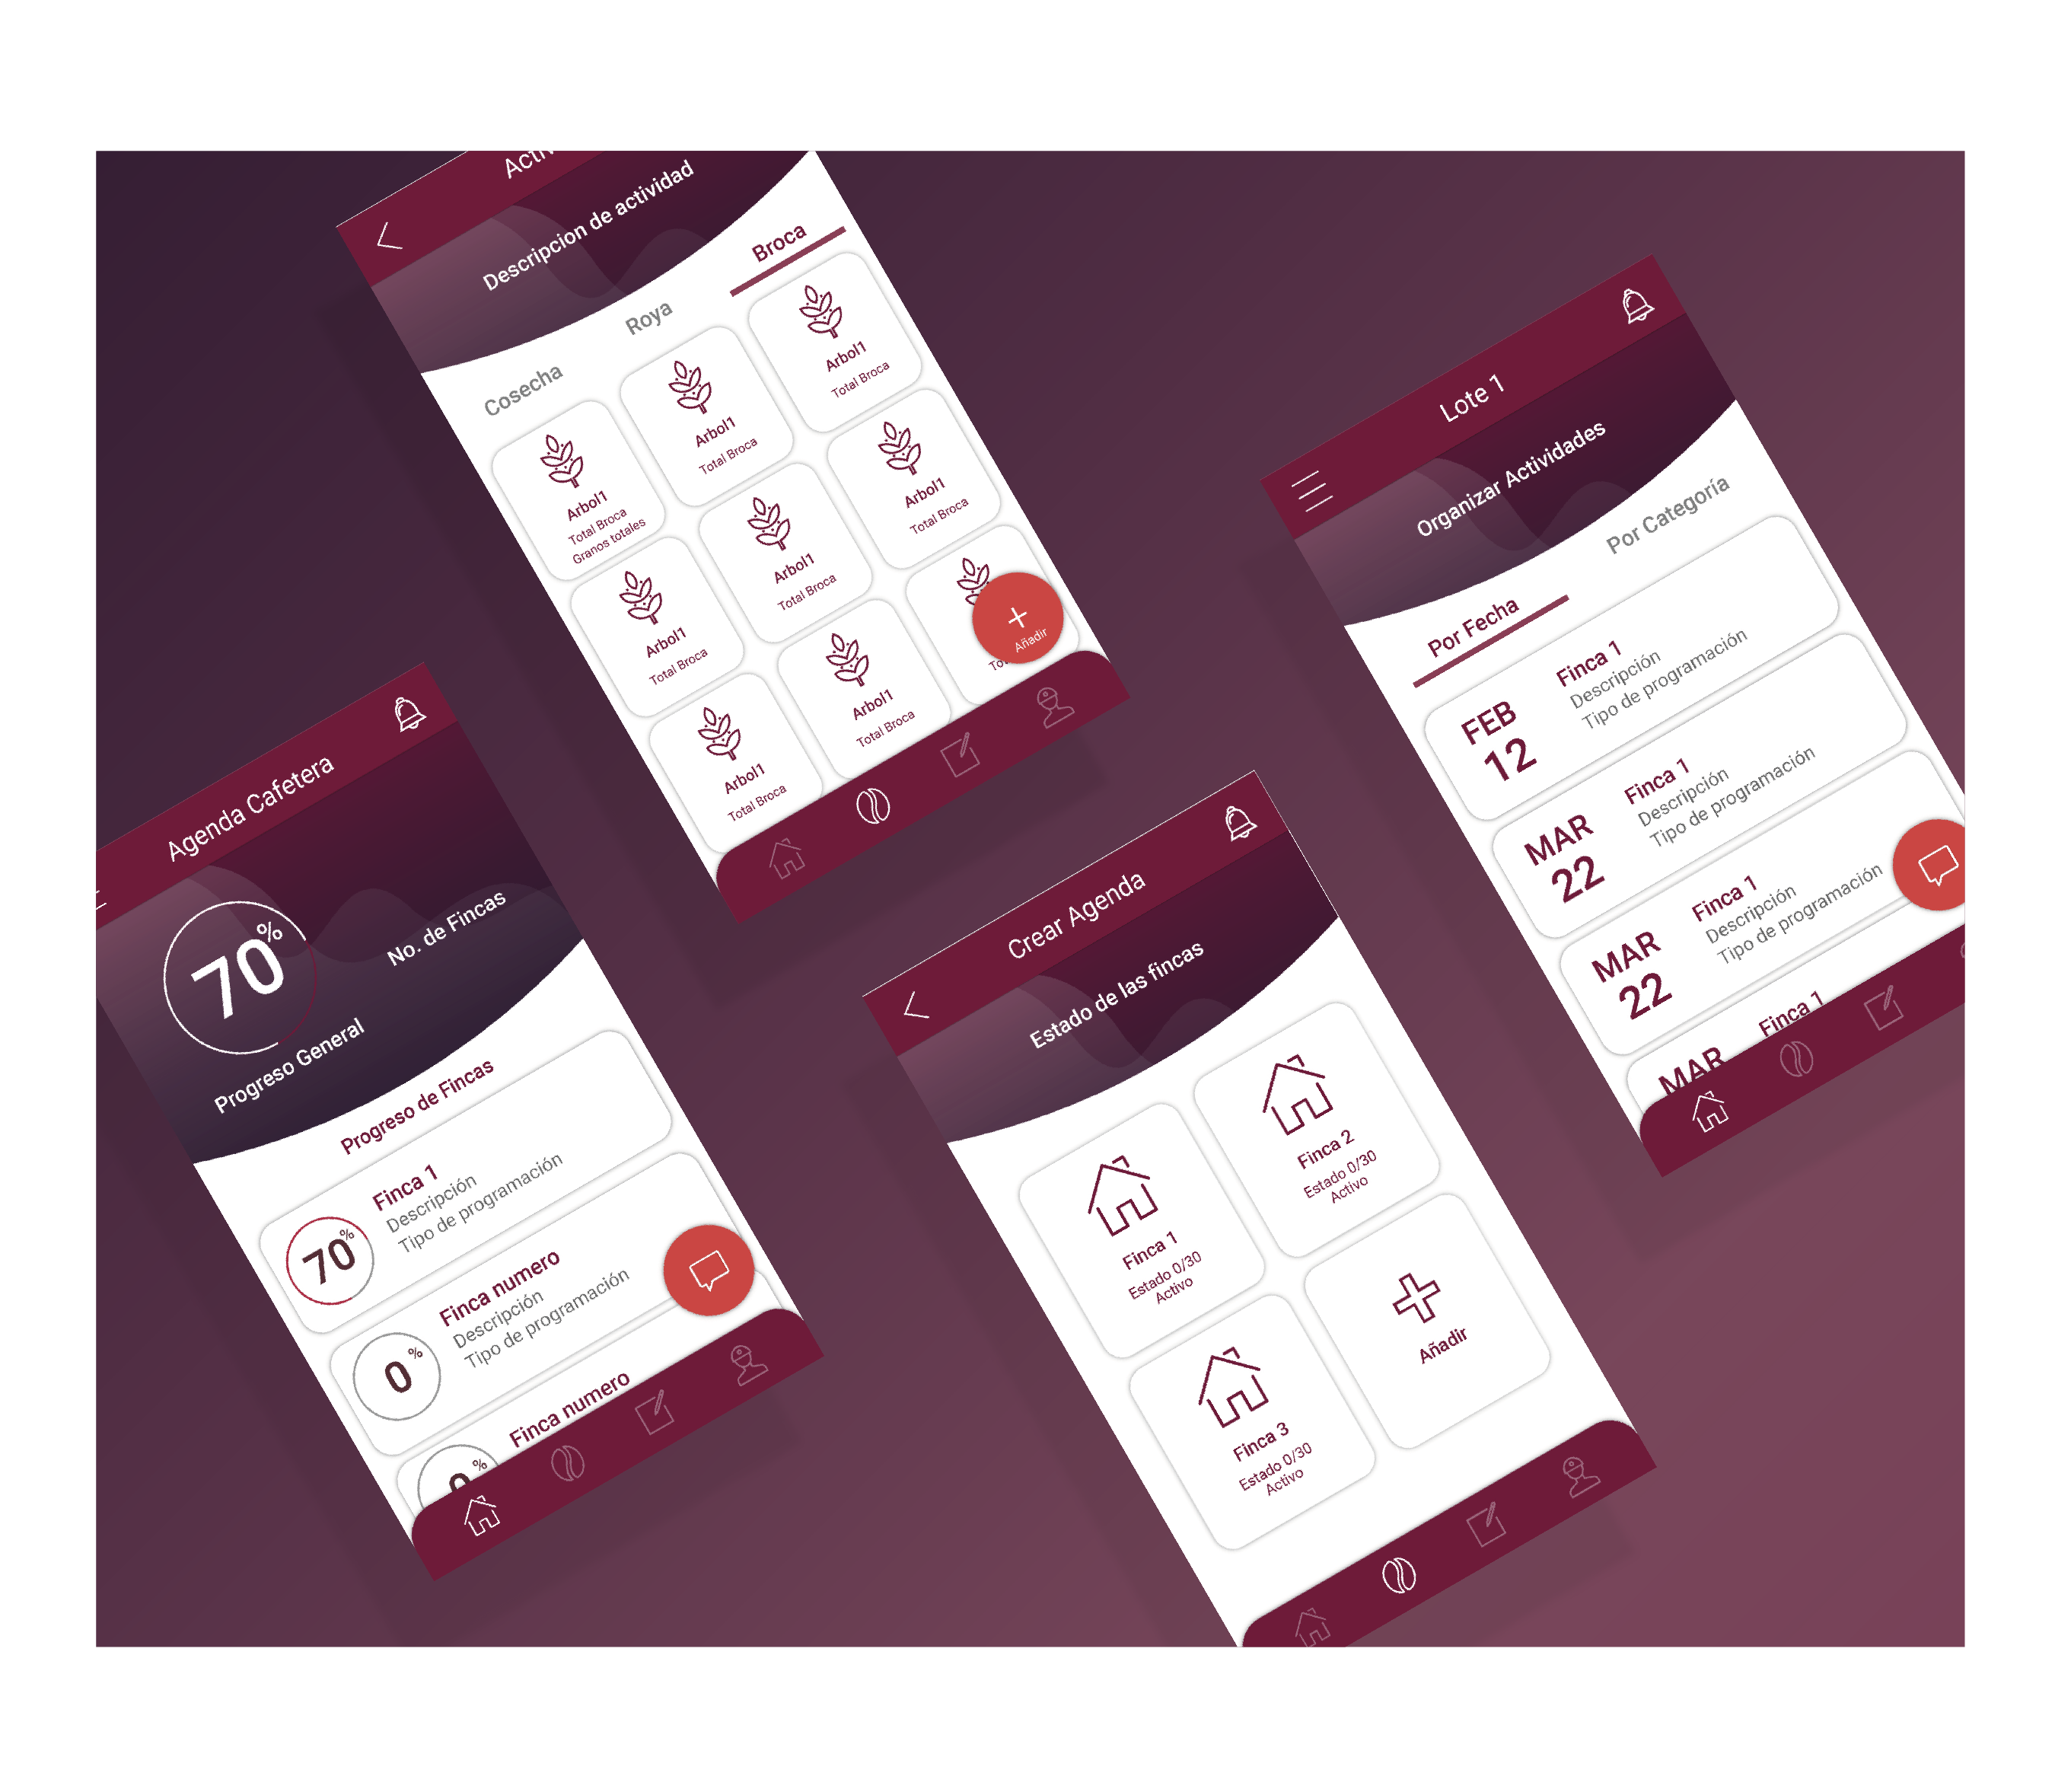 Descripcion de actividad
Cosecha
Roya
Broca
Arbol1
Total Broca
Granos totales
Arbol1
Total Broca
Arbol1
Total Broca
Arbol1
Total Broca
Arbol1
Total Broca
Arbol1
Total Broca
Arbol1
Total Broca
Arbol1
Total Broca
+
Añadir
Lote 1
Organizar Actividades
Por Fecha
Por Categoría
FEB
12
Finca 1
Descripción
Tipo de programación
MAR
22
Finca 1
Descripción
Tipo de programación
MAR
22
Finca 1
Descripción
Tipo de programación
MAR
Finca 1
Agenda Cafetera
70%
Progreso General
No. de Fincas
Progreso de Fincas
70%
Finca 1
Descripción
Tipo de programación
0%
Finca numero
Descripción
Tipo de programación
0%
Finca numero
Crear Agenda
Estado de las fincas
Finca 1
Estado 0/30
Activo
Finca 2
Estado 0/30
Activo
Finca 3
Estado 0/30
Activo
Añadir